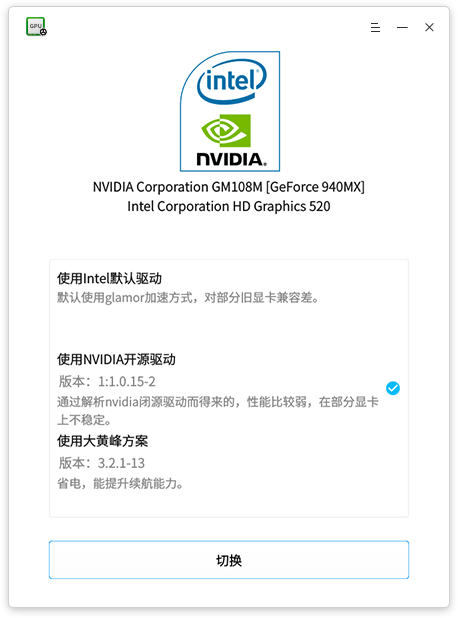 GPU
intel
NVIDIA.
NVIDIA Corporation GM108M [GeForce 940MX]
Intel Corporation HD Graphics 520
使用Intel默认驱动
默认使用glamor加速方式，对部分旧显卡兼容差。
使用NVIDIA开源驱动
版本：1:1.0.15-2
通过解析nvidia闭源驱动而得来的，性能比较弱，在部分显卡
上不稳定。
使用大黄峰方案
版本：3.2.1-13
省电，能提升续航能力。
切换